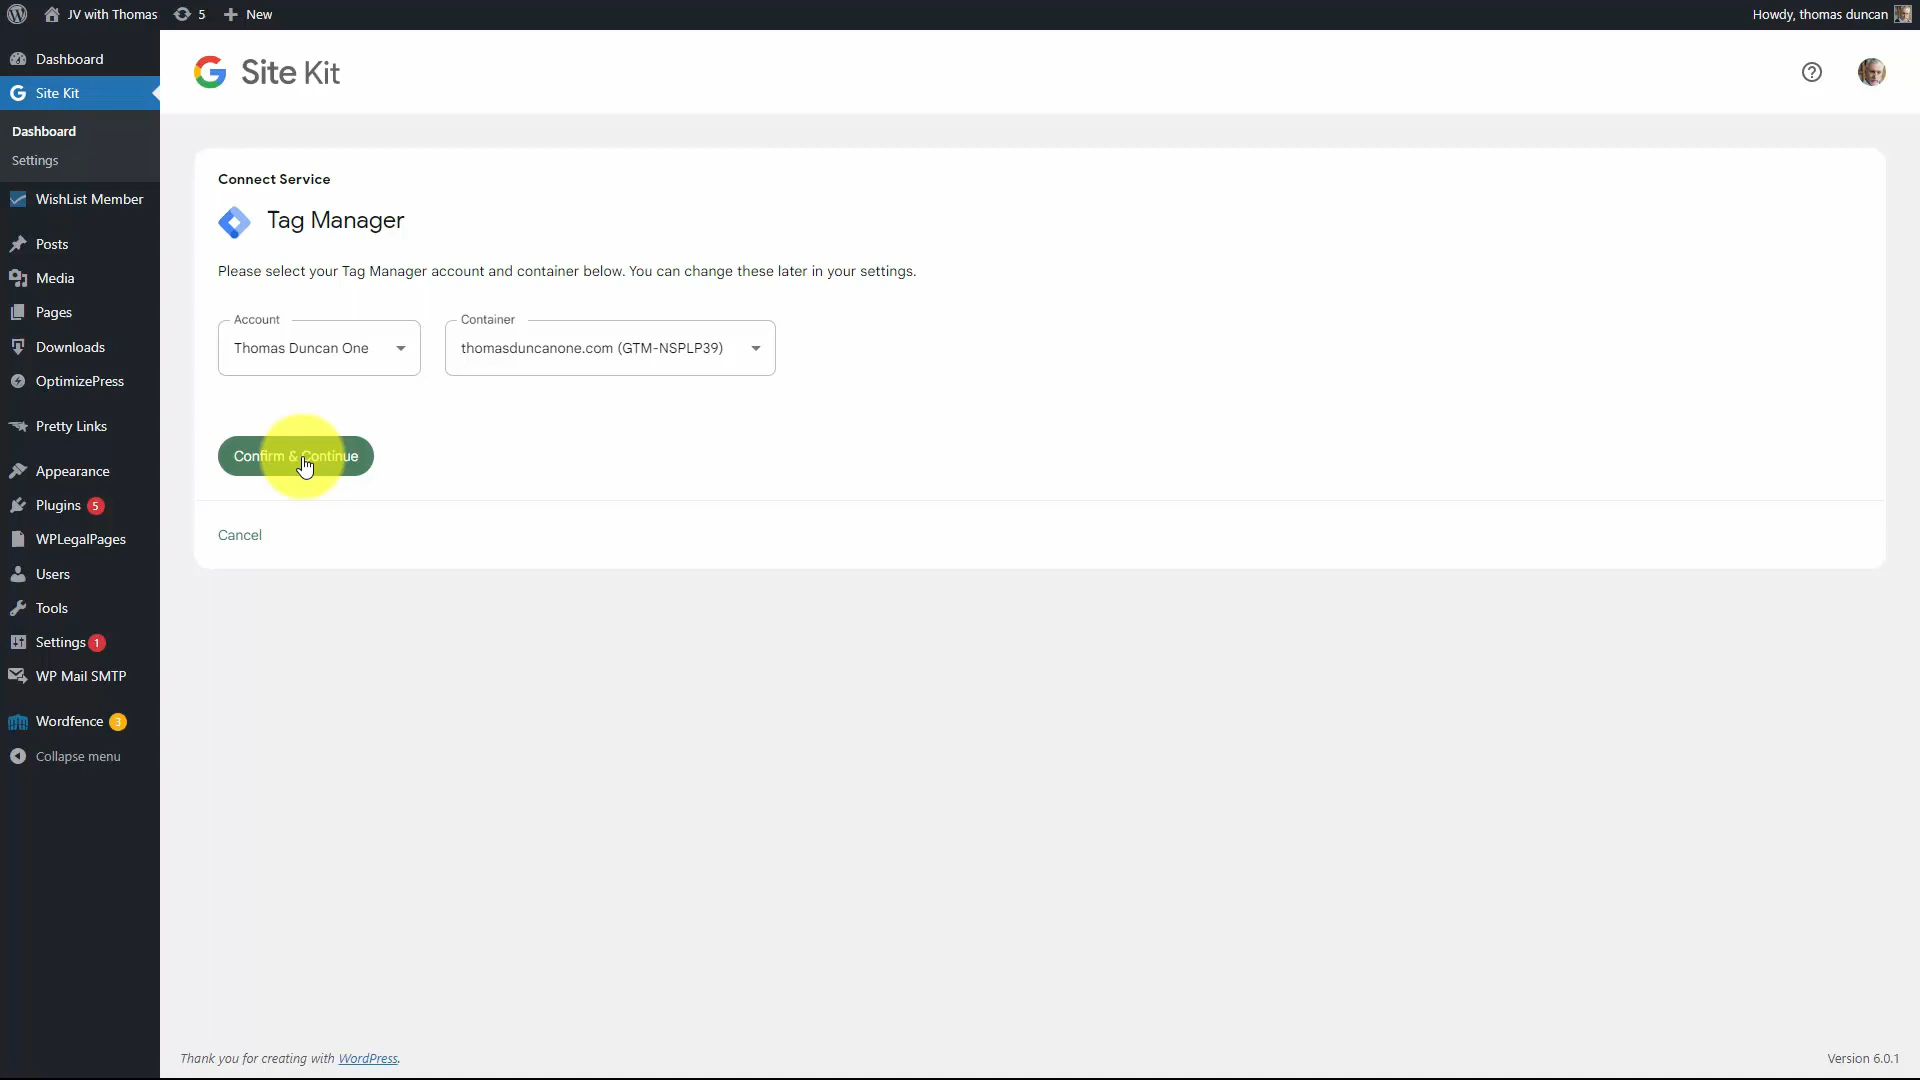 JV with Thomas 5 New
Howdy, thomas duncan
Dashboard
Site Kit
Dashboard
Settings
WishList Member
Posts
Media
Pages
Downloads
OptimizePress
Pretty Links
Appearance
Plugins 5
WPLegalPages
Users
Tools
Settings 1
WP Mail SMTP
Wordfence 3
Collapse menu
G Site Kit
Connect Service
Tag Manager
Please select your Tag Manager account and container below. You can change these later in your settings.
Account
Thomas Duncan One
Container
thomasduncanone.com (GTM-NSPLP39)
Confirm & Continue
Cancel
Thank you for creating with WordPress.
Version 6.0.1